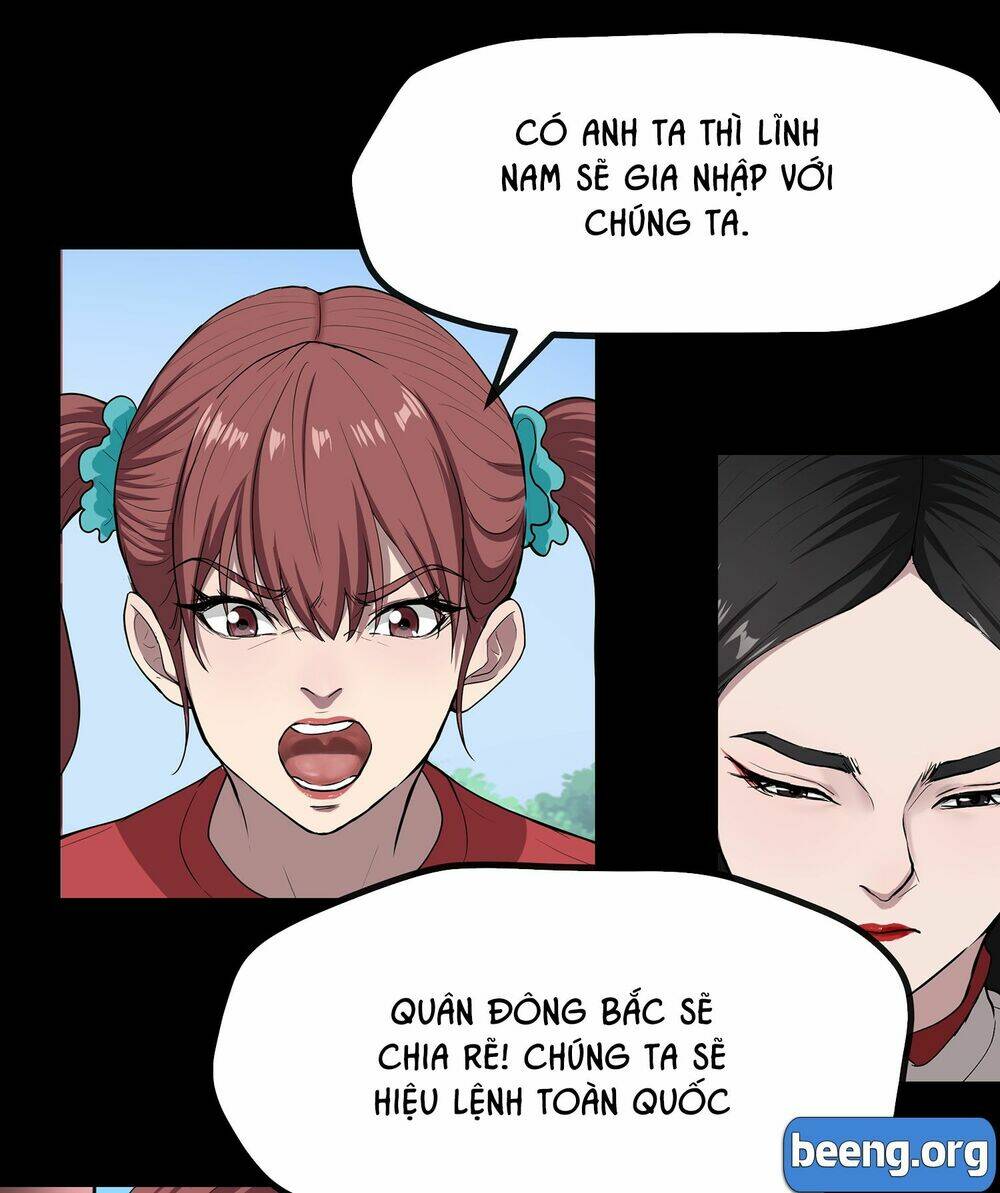 CÓ ANH TA THÌ LĨNH
NAM SẼ GIA NHẬP VỚI
CHÚNG TA.
QUÂN ĐÔNG BẮC SẼ
CHIA RẼ! CHÚNG TA SẼ
HIỆU LỆNH TOÀN QUỐC
beeng.org